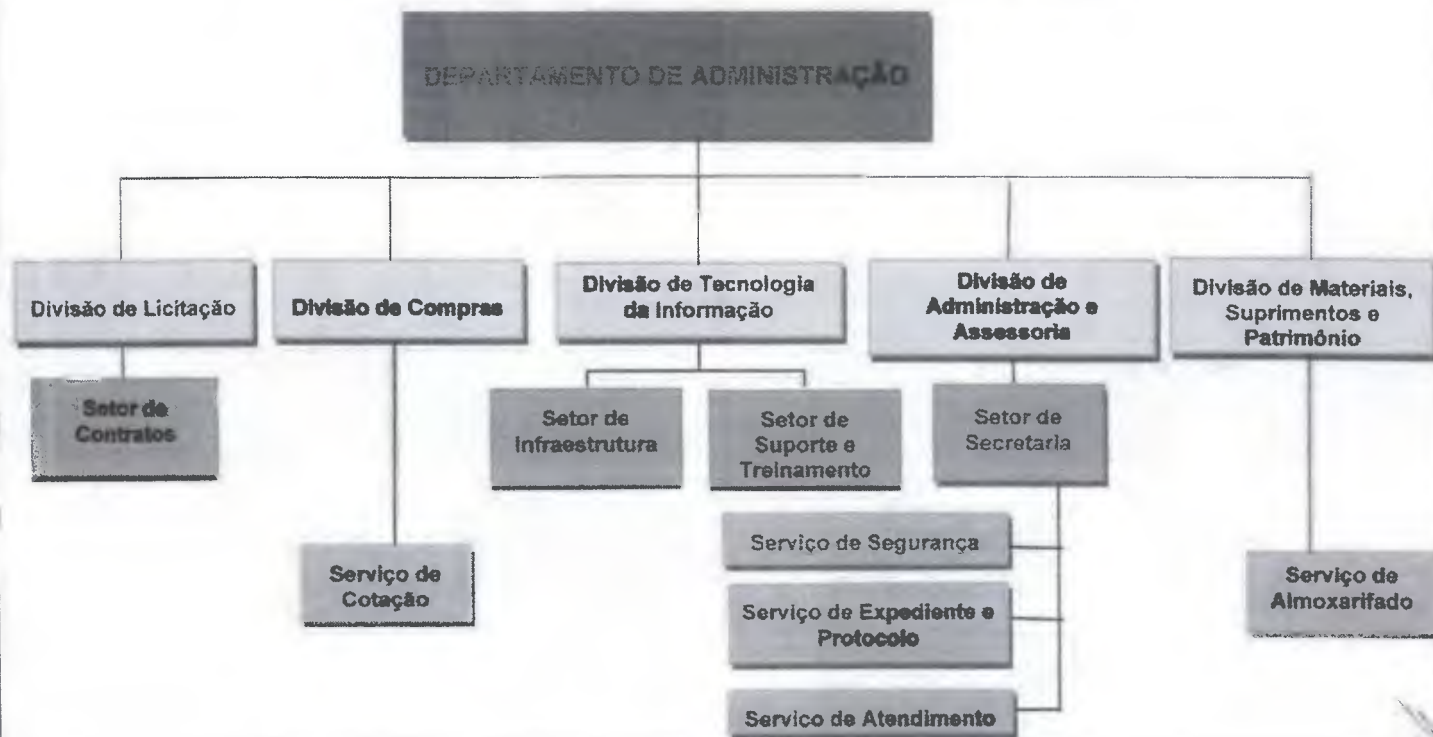 DEPARTAMENTO DE ADMINISTRAÇÃO
Divisão de Licitação
Divisão de Compras
Divisão de Tecnologia
da Informação
Divisão de
Administração e
Assessoria
Divisão de Materiais,
Suprimentos e
Patrimônio
Setor de
Contratos
Setor de
Infraestrutura
Setor de
Suporte e
Treinamento
Setor de
Secretaria
Serviço de
Cotação
Serviço de Segurança
Serviço de Expediente e
Protocolo
Serviço de Atendimento
Serviço de
Almoxarifado